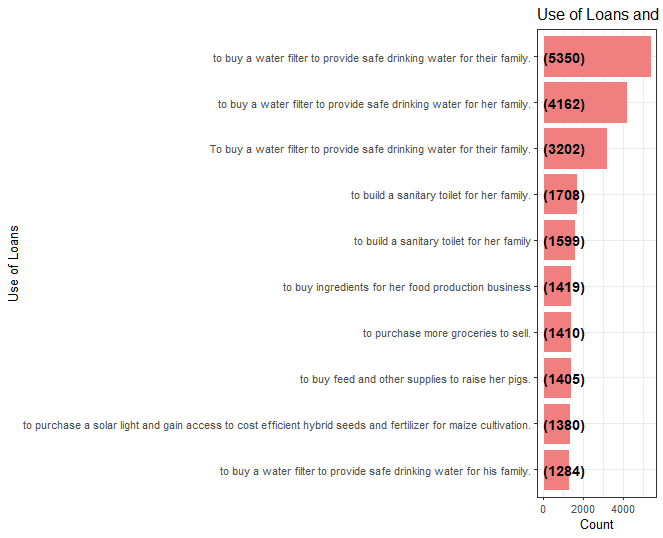 Use of Loans and
to buy a water filter to provide safe drinking water for their family. (5350)
to buy a water filter to provide safe drinking water for her family. (4162)
To buy a water filter to provide safe drinking water for their family. (3202)
to build a sanitary toilet for her family. (1708)
to build a sanitary toilet for her family (1599)
to buy ingredients for her food production business (1419)
to purchase more groceries to sell. (1410)
to buy feed and other supplies to raise her pigs. (1405)
to purchase a solar light and gain access to cost efficient hybrid seeds and fertilizer for maize cultivation. (1380)
to buy a water filter to provide safe drinking water for his family. (1284)
Use of Loans
0 2000 4000
Count